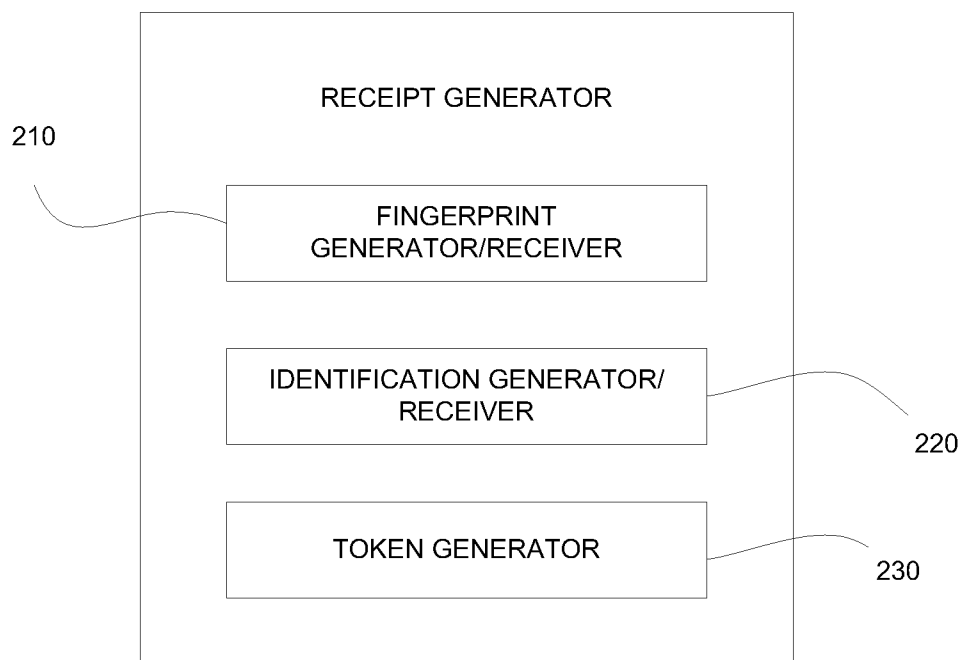 RECEIPT GENERATOR
210
FINGERPRINT
GENERATOR/RECEIVER
IDENTIFICATION GENERATOR/
RECEIVER
220
TOKEN GENERATOR
230